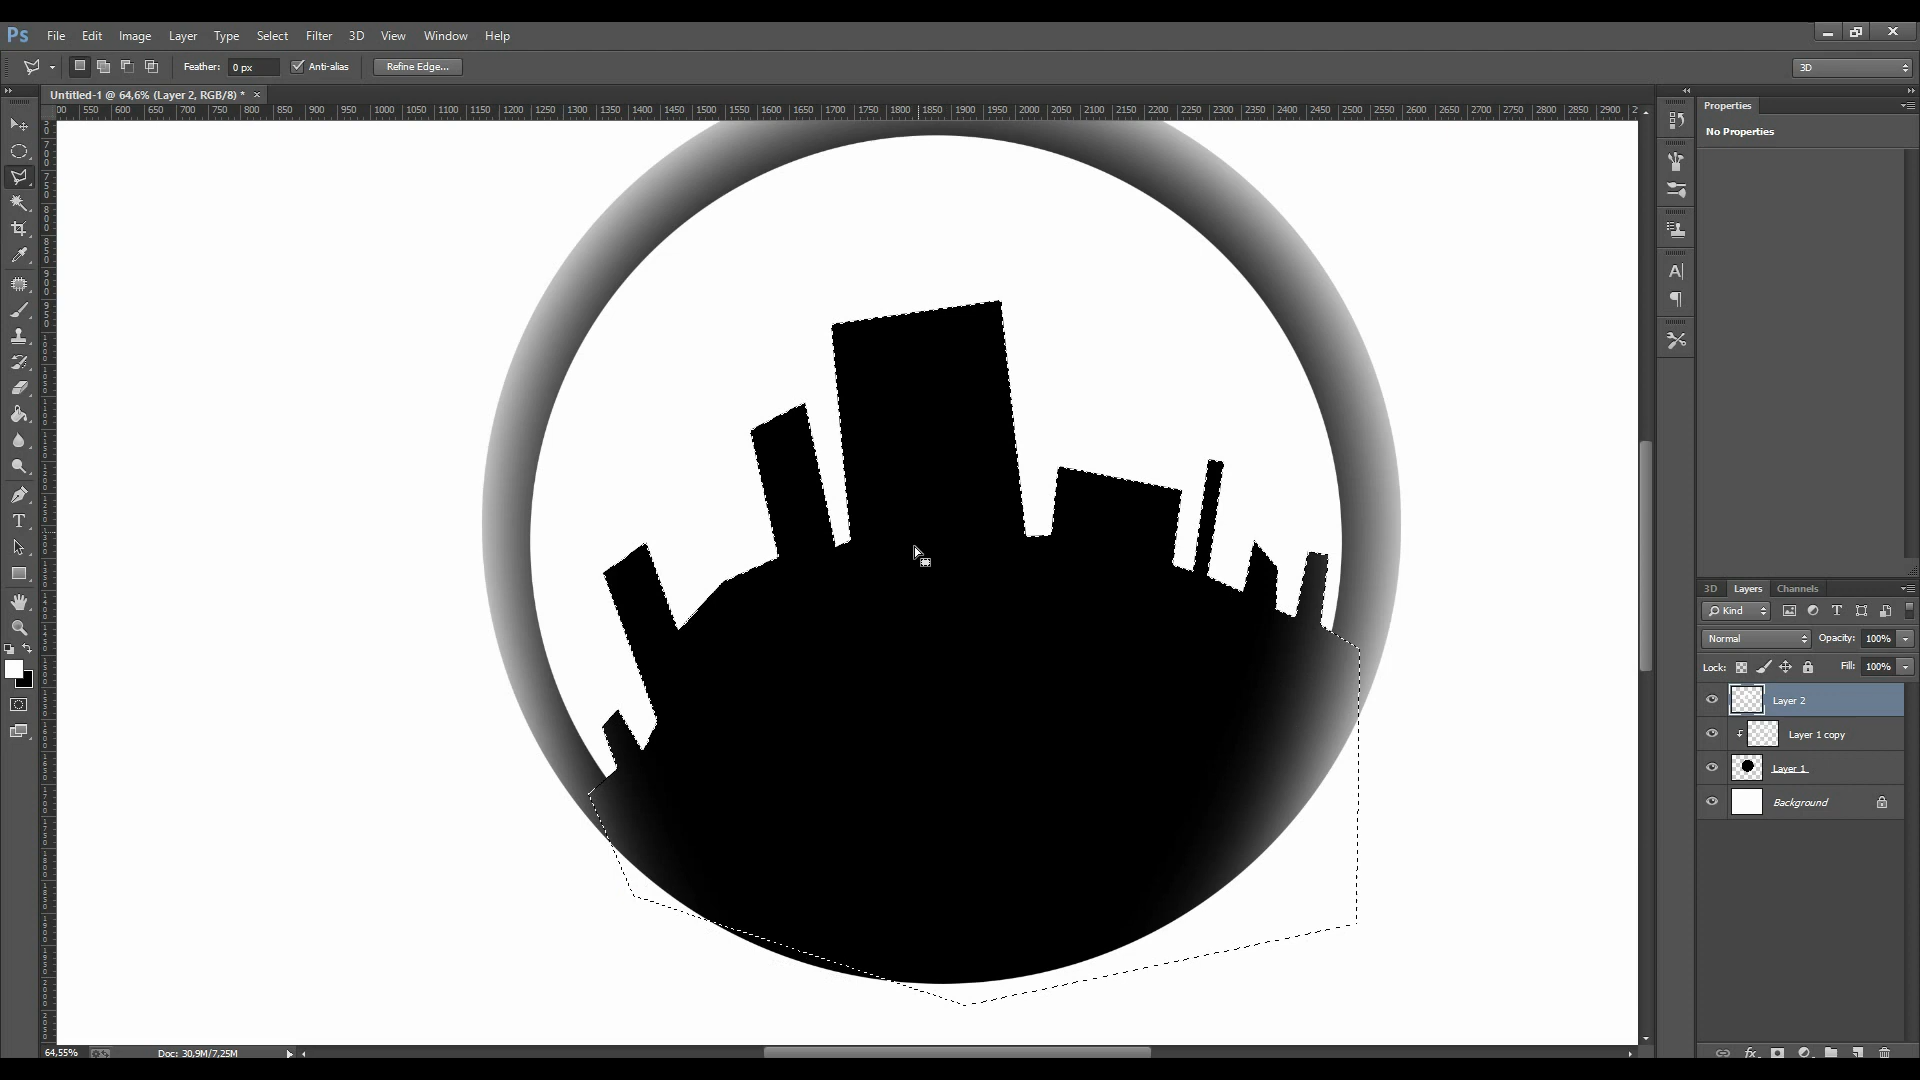 Ps File Edit Image Layer Type Select Filter 3D View Window Help
Feather: 0 px Anti-alias Refine Edge... 3D
Untitled-1 @ 64,6% (Layer 2, RGB/8) * ×
550 600 650 700 750 800 850 900 950 1000 1050 1100 1150 1200 1250 1300 1350 1400 1450 1500 1550 1600 1650 1700 1750 1800 1850 1900 1950 2000 2050 2100 2150 2200 2250 2300 2350 2400 2450 2500 2550 2600 2650 2700 2750 2800 2850 2900
Properties
No Properties
3D Layers Channels
Kind
Normal Opacity: 100%
Lock: Fill: 100%
Layer 2
Layer 1 copy
Layer 1
Background
64,55% Doc: 30,9M/7,25M